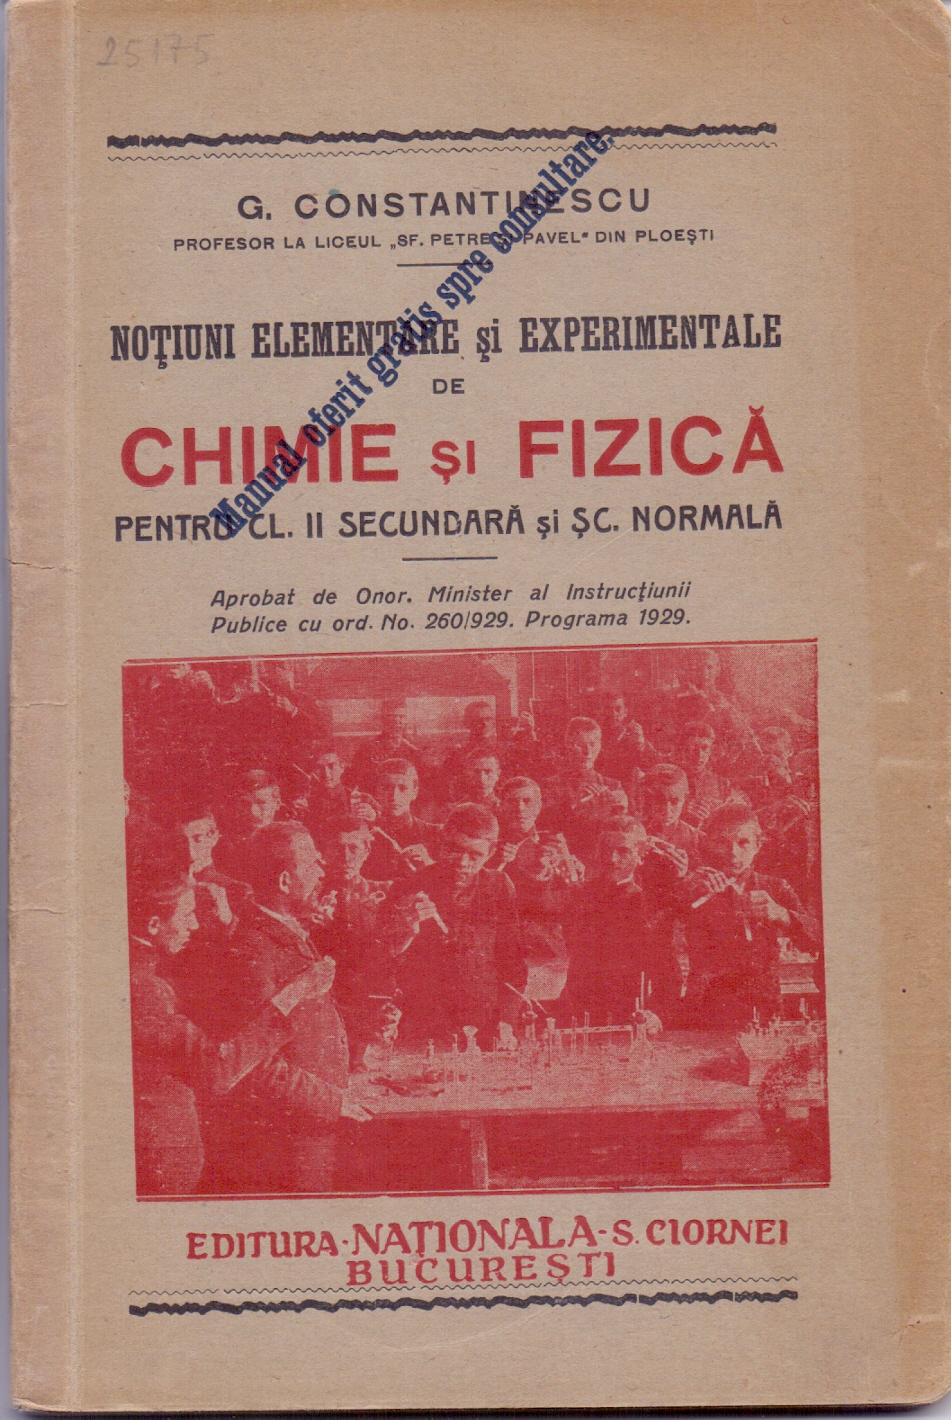 25175
G. CONSTANTINESCU
PROFESOR LA LICEUL „SF. PETRE ȘI PAVEL" DIN PLOEȘTI
NOȚIUNI ELEMENTARE și EXPERIMENTALE
DE
CHIMIE ȘI FIZICĂ
PENTRU CL. II SECUNDARĂ și ȘC. NORMALĂ
Manual oferit gratis spre consultare.
Aprobat de Onor. Minister al Instrucțiunii
Publice cu ord. No. 260/929. Programa 1929.
EDITURA-NAȚIONALA-S. CIORNEI
BUCUREȘTI